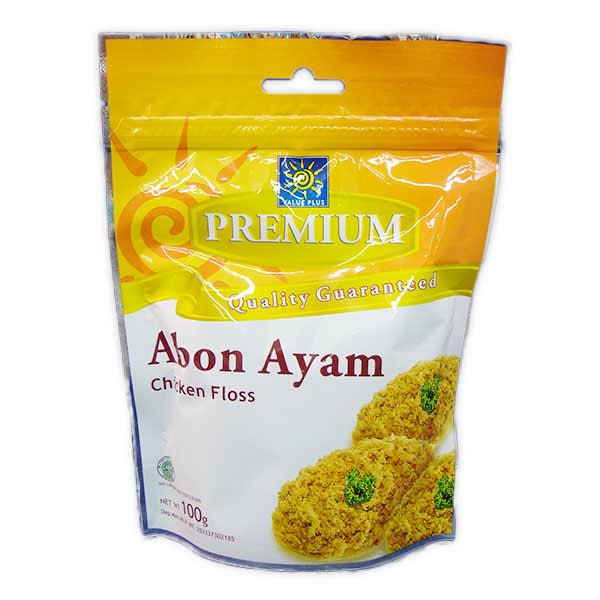 VALUE PLUS
PREMIUM
Quality Guaranteed
Abon Ayam
Chicken Floss
NET WT 100g